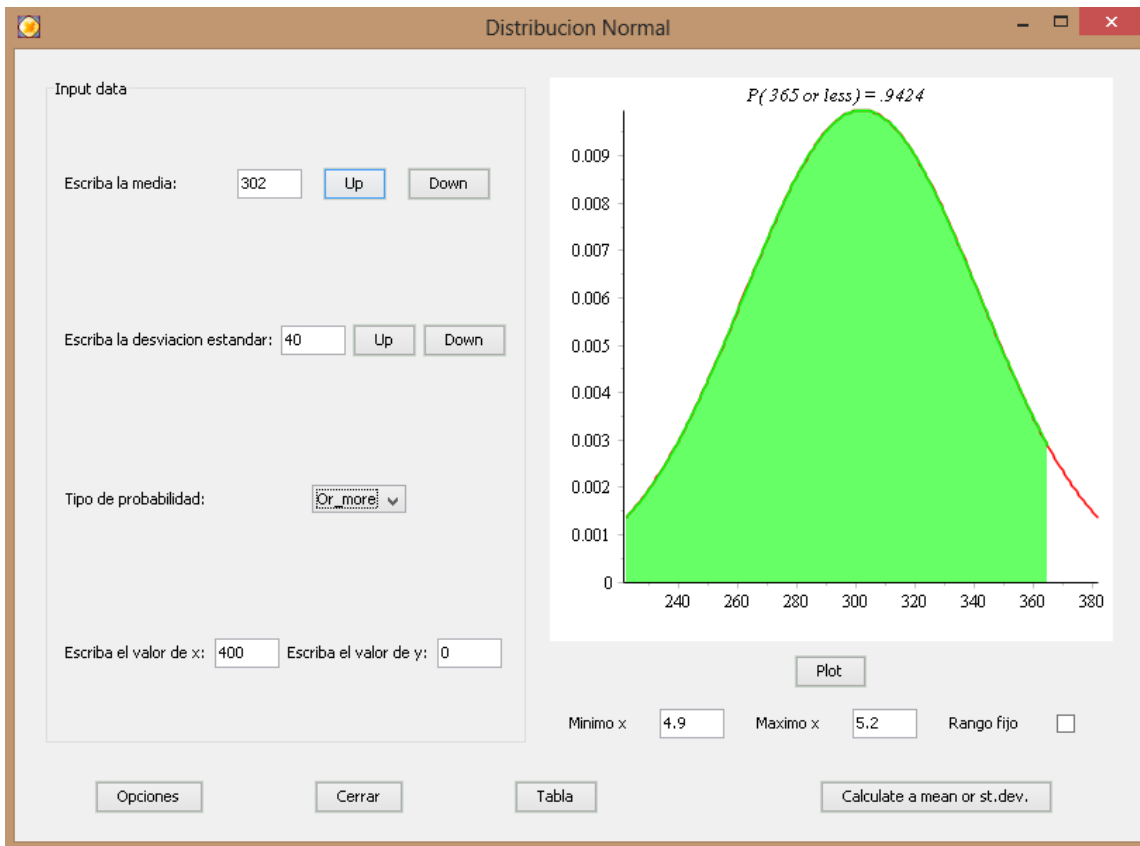 Distribucion Normal
Input data
Escriba la media: 302 Up Down
Escriba la desviacion estandar: 40 Up Down
Tipo de probabilidad: Or_more
Escriba el valor de x: 400 Escriba el valor de y: 0
P( 365 or less) = .9424
0.009
0.008
0.007
0.006
0.005
0.004
0.003
0.002
0.001
0
240 260 280 300 320 340 360 380
Plot
Minimo x 4.9 Maximo x 5.2 Rango fijo
Opciones Cerrar Tabla Calculate a mean or st.dev.